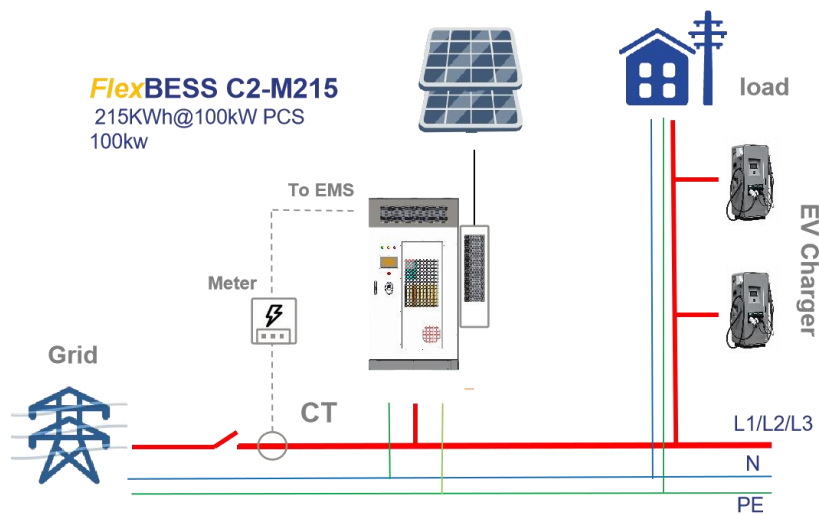 FlexBESS C2-M215
215KWh@100kW PCS
100kw
load
To EMS
Meter
EV Charger
Grid
CT
L1/L2/L3
N
PE